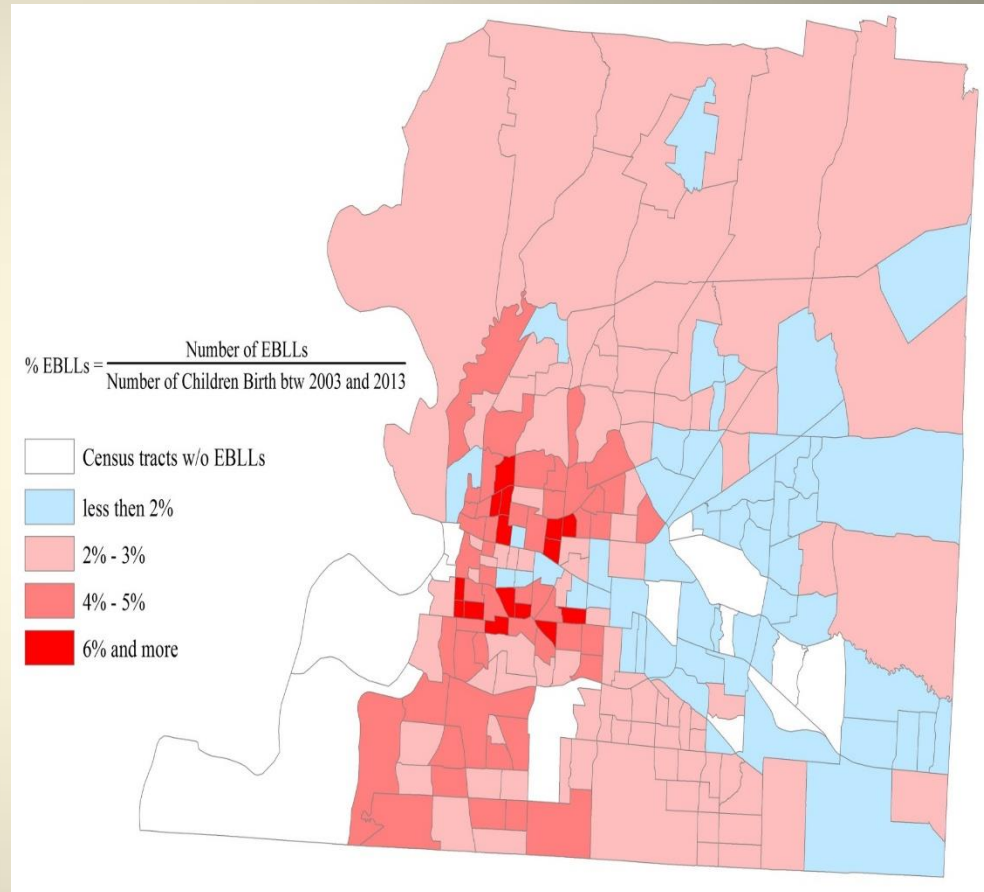 % EBLLs =
Number of EBLLs
Number of Children Birth btw 2003 and 2013
Census tracts w/o EBLLs
less then 2%
2% - 3%
4% - 5%
6% and more